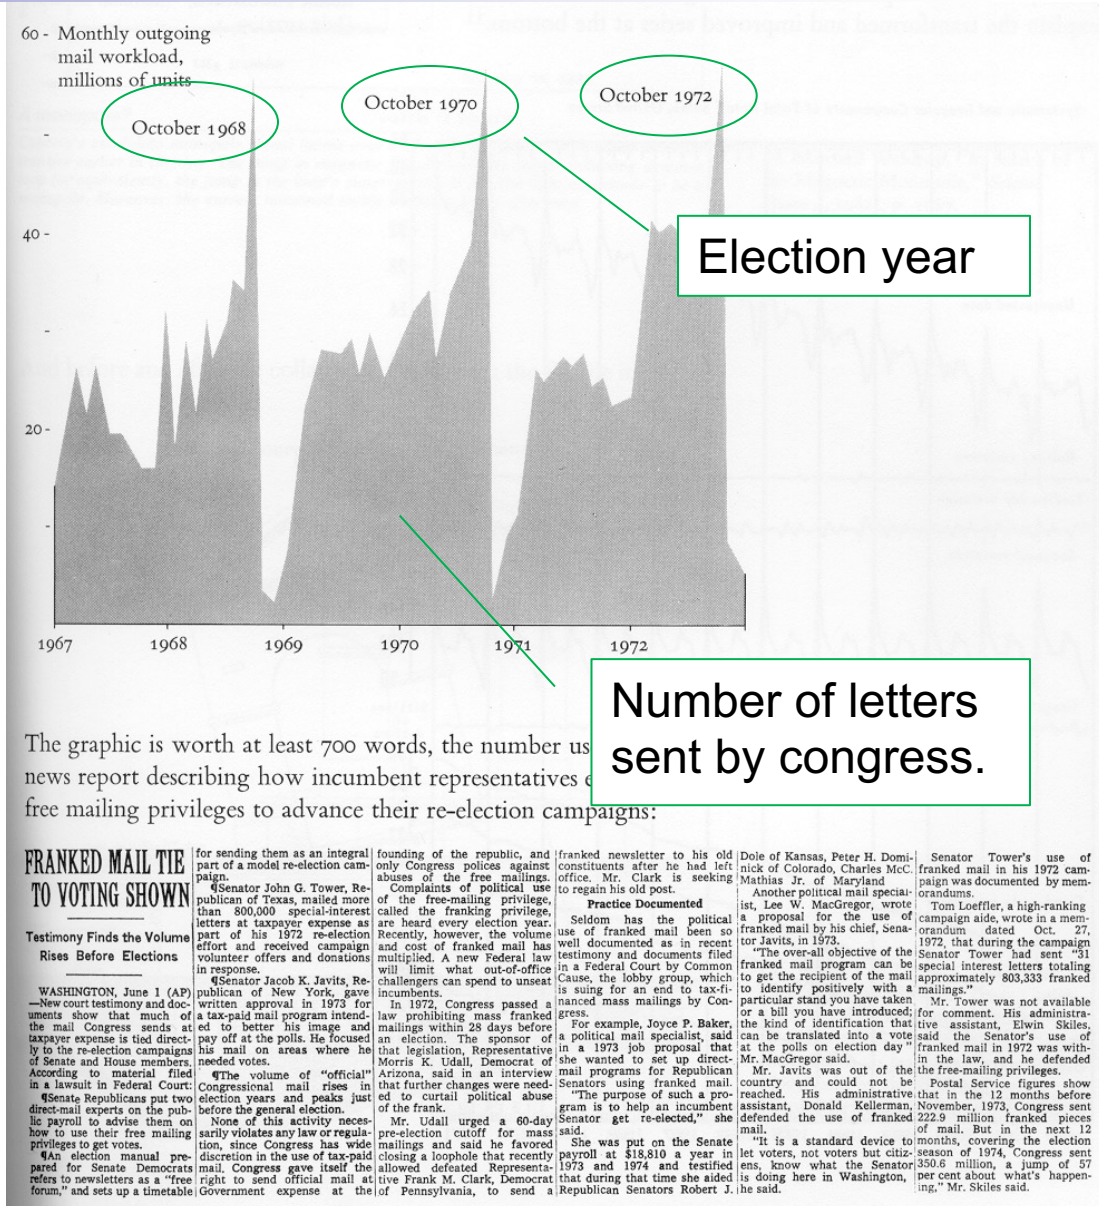 60 - Monthly outgoing
mail workload,
millions of units
October 1968
October 1970
October 1972
40 -
Election year
20 -
1967 1968 1969 1970 1971 1972
Number of letters
sent by congress.
The graphic is worth at least 700 words, the number us
news report describing how incumbent representatives e
free mailing privileges to advance their re-election campaigns:
FRANKED MAIL TIE
TO VOTING SHOWN
Testimony Finds the Volume
Rises Before Elections
WASHINGTON, June 1 (AP)
—New court testimony and doc-
uments show that much of
the mail Congress sends at
taxpayer expense is tied direct-
ly to the re-election campaigns
of Senate and House members.
According to material filed
in a lawsuit in Federal Court:
¶Senate Republicans put two
direct-mail experts on the pub-
lic payroll to advise them on
how to use their free mailing
privileges to get votes.
¶An election manual pre-
pared for Senate Democrats
refers to newsletters as a “free
forum,” and sets up a timetable
for sending them as an integral
part of a model re-election cam-
paign.
¶Senator John G. Tower, Re-
publican of Texas, mailed more
than 800,000 special-interest
letters at taxpayer expense as
part of his 1972 re-election
effort and received campaign
volunteer offers and donations
in response.
¶Senator Jacob K. Javits, Re-
publican of New York, gave
written approval in 1973 for
a tax-paid mail program intend-
ed to better his image and
pay off at the polls. He focused
his mail on areas where he
needed votes.
¶The volume of “official”
Congressional mail rises in
election years and peaks just
before the general election.
None of this activity neces-
sarily violates any law or regula-
tion, since Congress has wide
discretion in the use of tax-paid
mail. Congress gave itself the
right to send official mail at
Government expense at the
founding of the republic, and
only Congress polices against
abuses of the free mailings.
Complaints of political use
of the free-mailing privilege,
called the franking privilege,
are heard every election year.
Recently, however, the volume
and cost of franked mail has
multiplied. A new Federal law
will limit what out-of-office
challengers can spend to unseat
incumbents.
In 1972, Congress passed a
law prohibiting mass franked
mailings within 28 days before
an election. The sponsor of
that legislation, Representative
Morris K. Udall, Democrat of
Arizona, said in an interview
that further changes were need-
ed to curtail political abuse
of the frank.
Mr. Udall urged a 60-day
pre-election cutoff for mass
mailings and said he favored
closing a loophole that recently
allowed defeated Representa-
tive Frank M. Clark, Democrat
of Pennsylvania, to send a
franked newsletter to his old
constituents after he had left
office. Mr. Clark is seeking
to regain his old post.
Practice Documented
Seldom has the political
use of franked mail been so
well documented as in recent
testimony and documents filed
in a Federal Court by Common
Cause, the lobby group, which
is suing for an end to tax-fi-
nanced mass mailings by Con-
gress.
For example, Joyce P. Baker,
a political mail specialist, said
in a 1973 job proposal that
she wanted to set up direct-
mail programs for Republican
Senators using franked mail.
“The purpose of such a pro-
gram is to help an incumbent
Senator get re-elected,” she
said.
She was put on the Senate
payroll at $18,810 a year in
1973 and 1974 and testified
that during that time she aided
Republican Senators Robert J.
Dole of Kansas, Peter H. Domi-
nick of Colorado, Charles McC.
Mathias Jr. of Maryland
Another political mail special-
ist, Lee W. MacGregor, wrote
a proposal for the use of
franked mail by his chief, Sena-
tor Javits, in 1973.
“The over-all objective of the
franked mail program can be
to get the recipient of the mail
to identify positively with a
particular stand you have taken
or a bill you have introduced;
the kind of identification that
can be translated into a vote
at the polls on election day”
Mr. MacGregor said.
Mr. Javits was out of the
country and could not be
reached. His administrative
assistant, Donald Kellerman,
defended the use of franked
mail.
“It is a standard device to
let voters, not voters but citiz-
ens, know what the Senator
is doing here in Washington,
he said.
Senator Tower’s use of
franked mail in his 1972 cam-
paign was documented by mem-
orandums.
Tom Loeffler, a high-ranking
campaign aide, wrote in a mem-
orandum dated Oct. 27,
1972, that during the campaign
Senator Tower had sent “31
special interest letters totaling
approximately 803,333 franked
mailings.”
Mr. Tower was not available
for comment. His administra-
tive assistant, Elwin Skiles,
said the Senator’s use of
franked mail in 1972 was with-
in the law, and he defended
the free-mailing privileges.
Postal Service figures show
that in the 12 months before
November, 1973, Congress sent
222.9 million franked pieces
of mail. But in the next 12
months, covering the election
season of 1974, Congress sent
350.6 million, a jump of 57
per cent about what’s happen-
ing,” Mr. Skiles said.